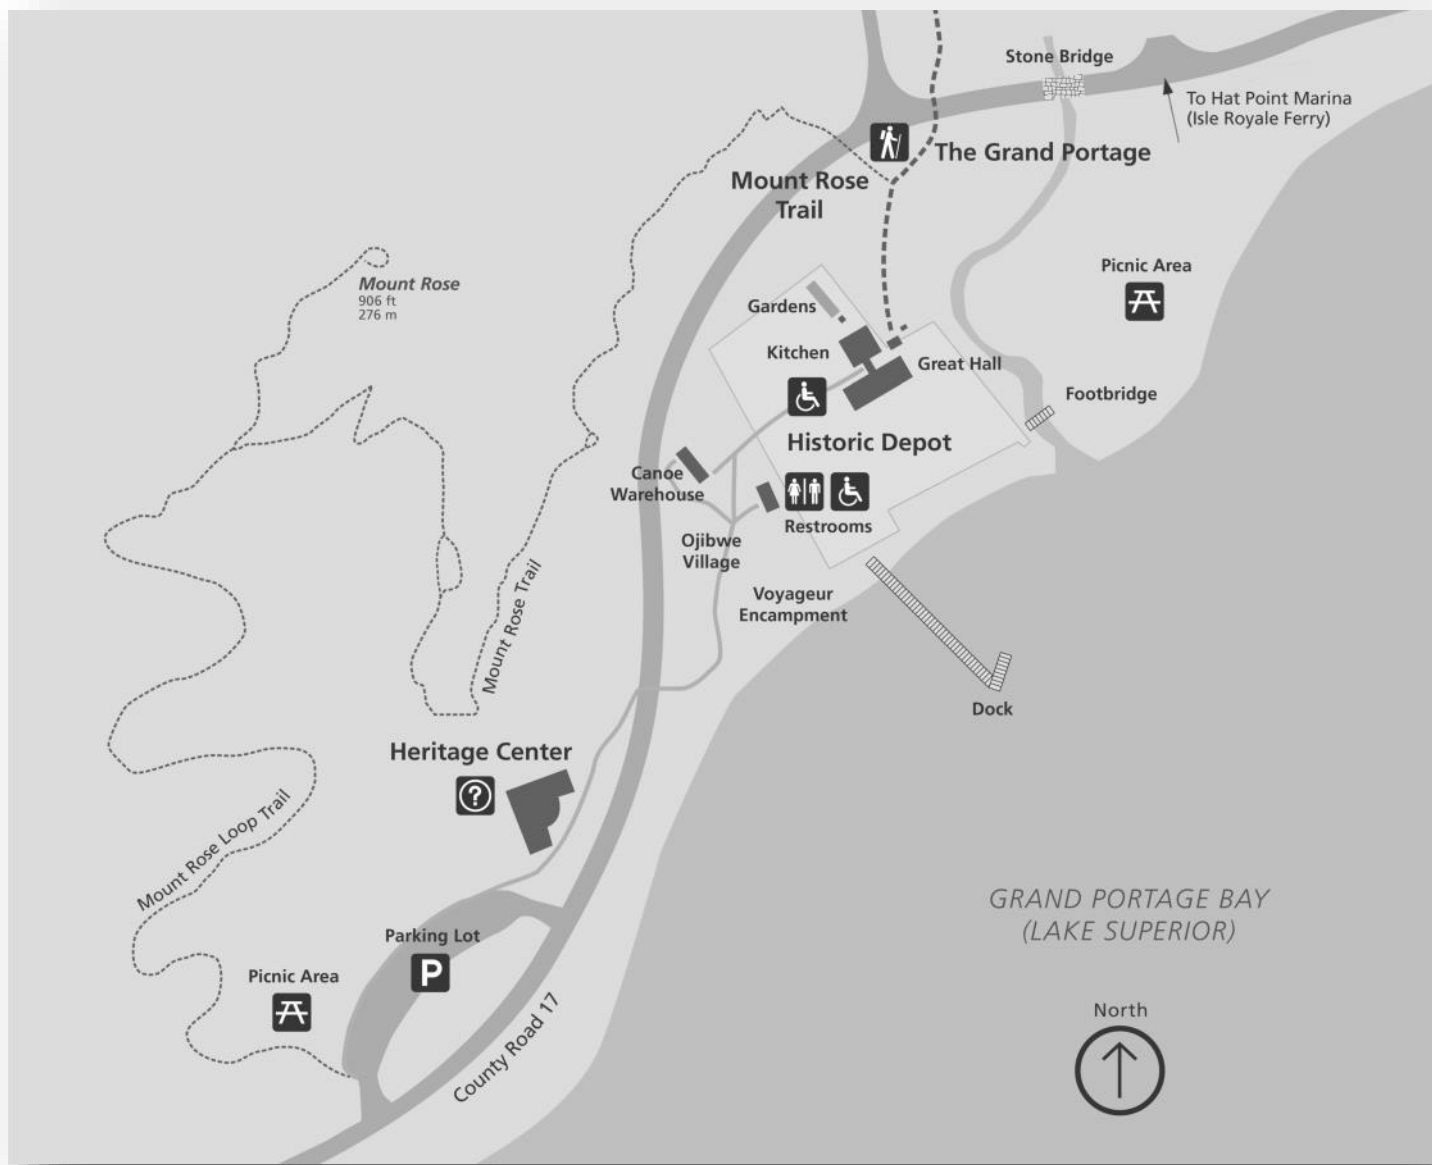 Stone Bridge
To Hat Point Marina
(Isle Royale Ferry)
The Grand Portage
Mount Rose
Trail
Picnic Area
Mount Rose
906 ft
276 m
Gardens
Kitchen
Great Hall
Footbridge
Historic Depot
Canoe
Warehouse
Restrooms
Ojibwe
Village
Voyageur
Encampment
Mount Rose Trail
Dock
Heritage Center
?
Mount Rose Loop Trail
GRAND PORTAGE BAY
(LAKE SUPERIOR)
Parking Lot
P
Picnic Area
County Road 17
North